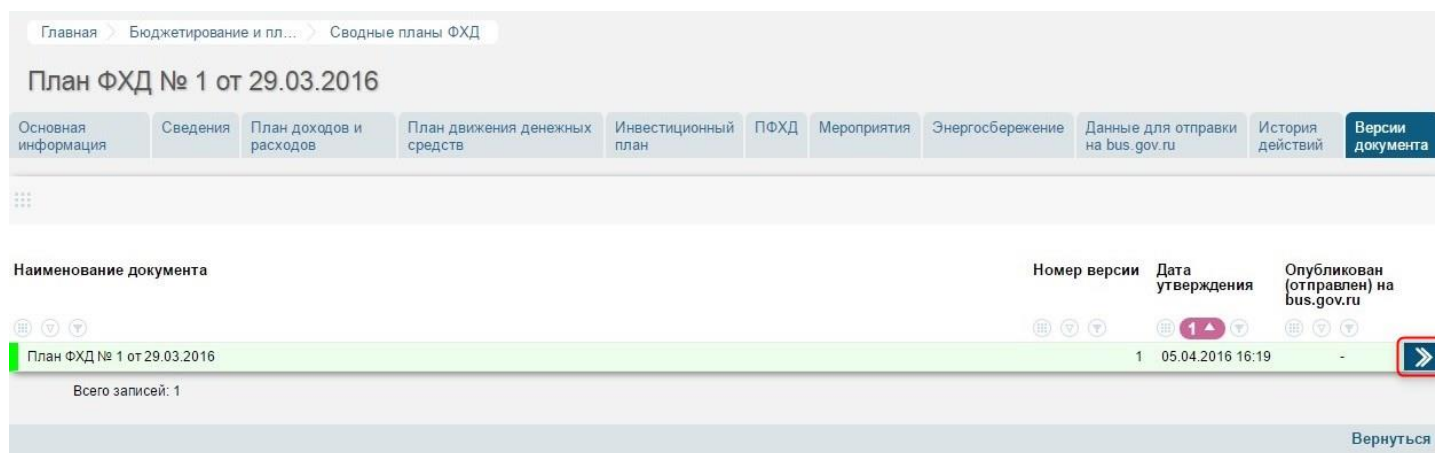 Главная Бюджетирование и пл... Сводные планы ФХД
План ФХД № 1 от 29.03.2016
Основная информация Сведения План доходов и расходов План движения денежных средств Инвестиционный план ПФХД Мероприятия Энергосбережение Данные для отправки на bus.gov.ru История действий Версии документа
Наименование документа Номер версии Дата утверждения Опубликован (отправлен) на bus.gov.ru
1
План ФХД № 1 от 29.03.2016 1 05.04.2016 16:19 -
Всего записей: 1
Вернуться